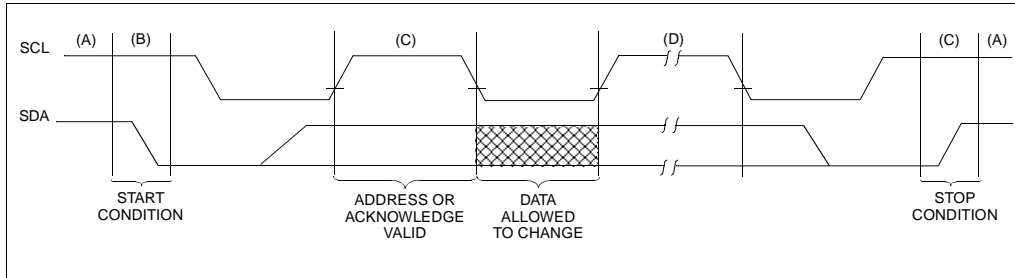 (A) (B) (C) (D) (C) (A)
SCL
SDA
START
CONDITION
ADDRESS OR
ACKNOWLEDGE
VALID
DATA
ALLOWED
TO CHANGE
STOP
CONDITION